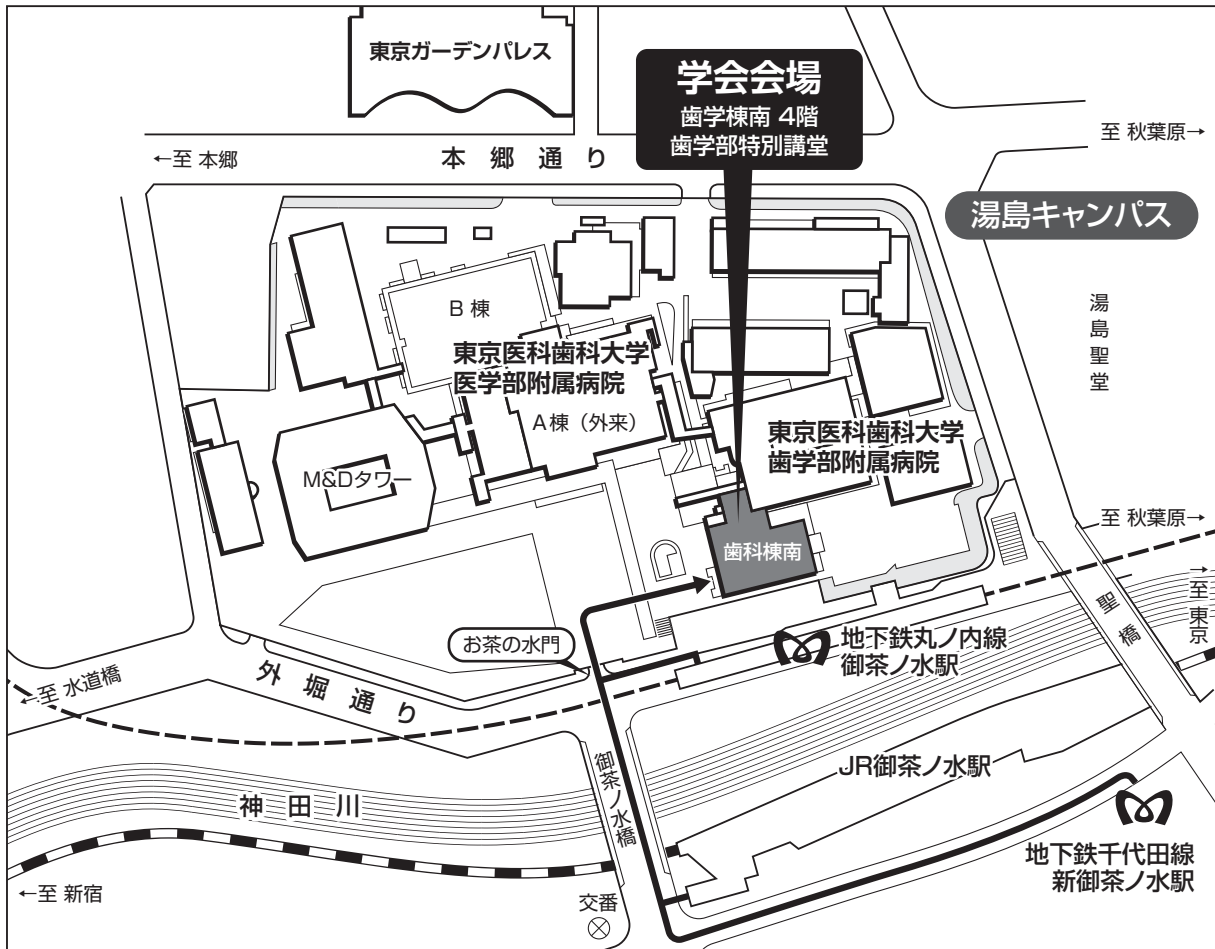 東京ガーデンパレス
学会会場
歯学棟南 4階
歯学部特別講堂
至 秋葉原→
←至 本郷
本郷通り
湯島キャンパス
湯島聖堂
B棟
東京医科歯科大学
医学部附属病院
A棟（外来）
東京医科歯科大学
歯学部附属病院
M&Dタワー
歯科棟南
至 秋葉原→
→至 東京
聖橋
お茶の水門
地下鉄丸ノ内線
御茶ノ水駅
←至 水道橋
外堀通り
御茶ノ水橋
JR御茶ノ水駅
神田川
地下鉄千代田線
新御茶ノ水駅
←至 新宿
交番